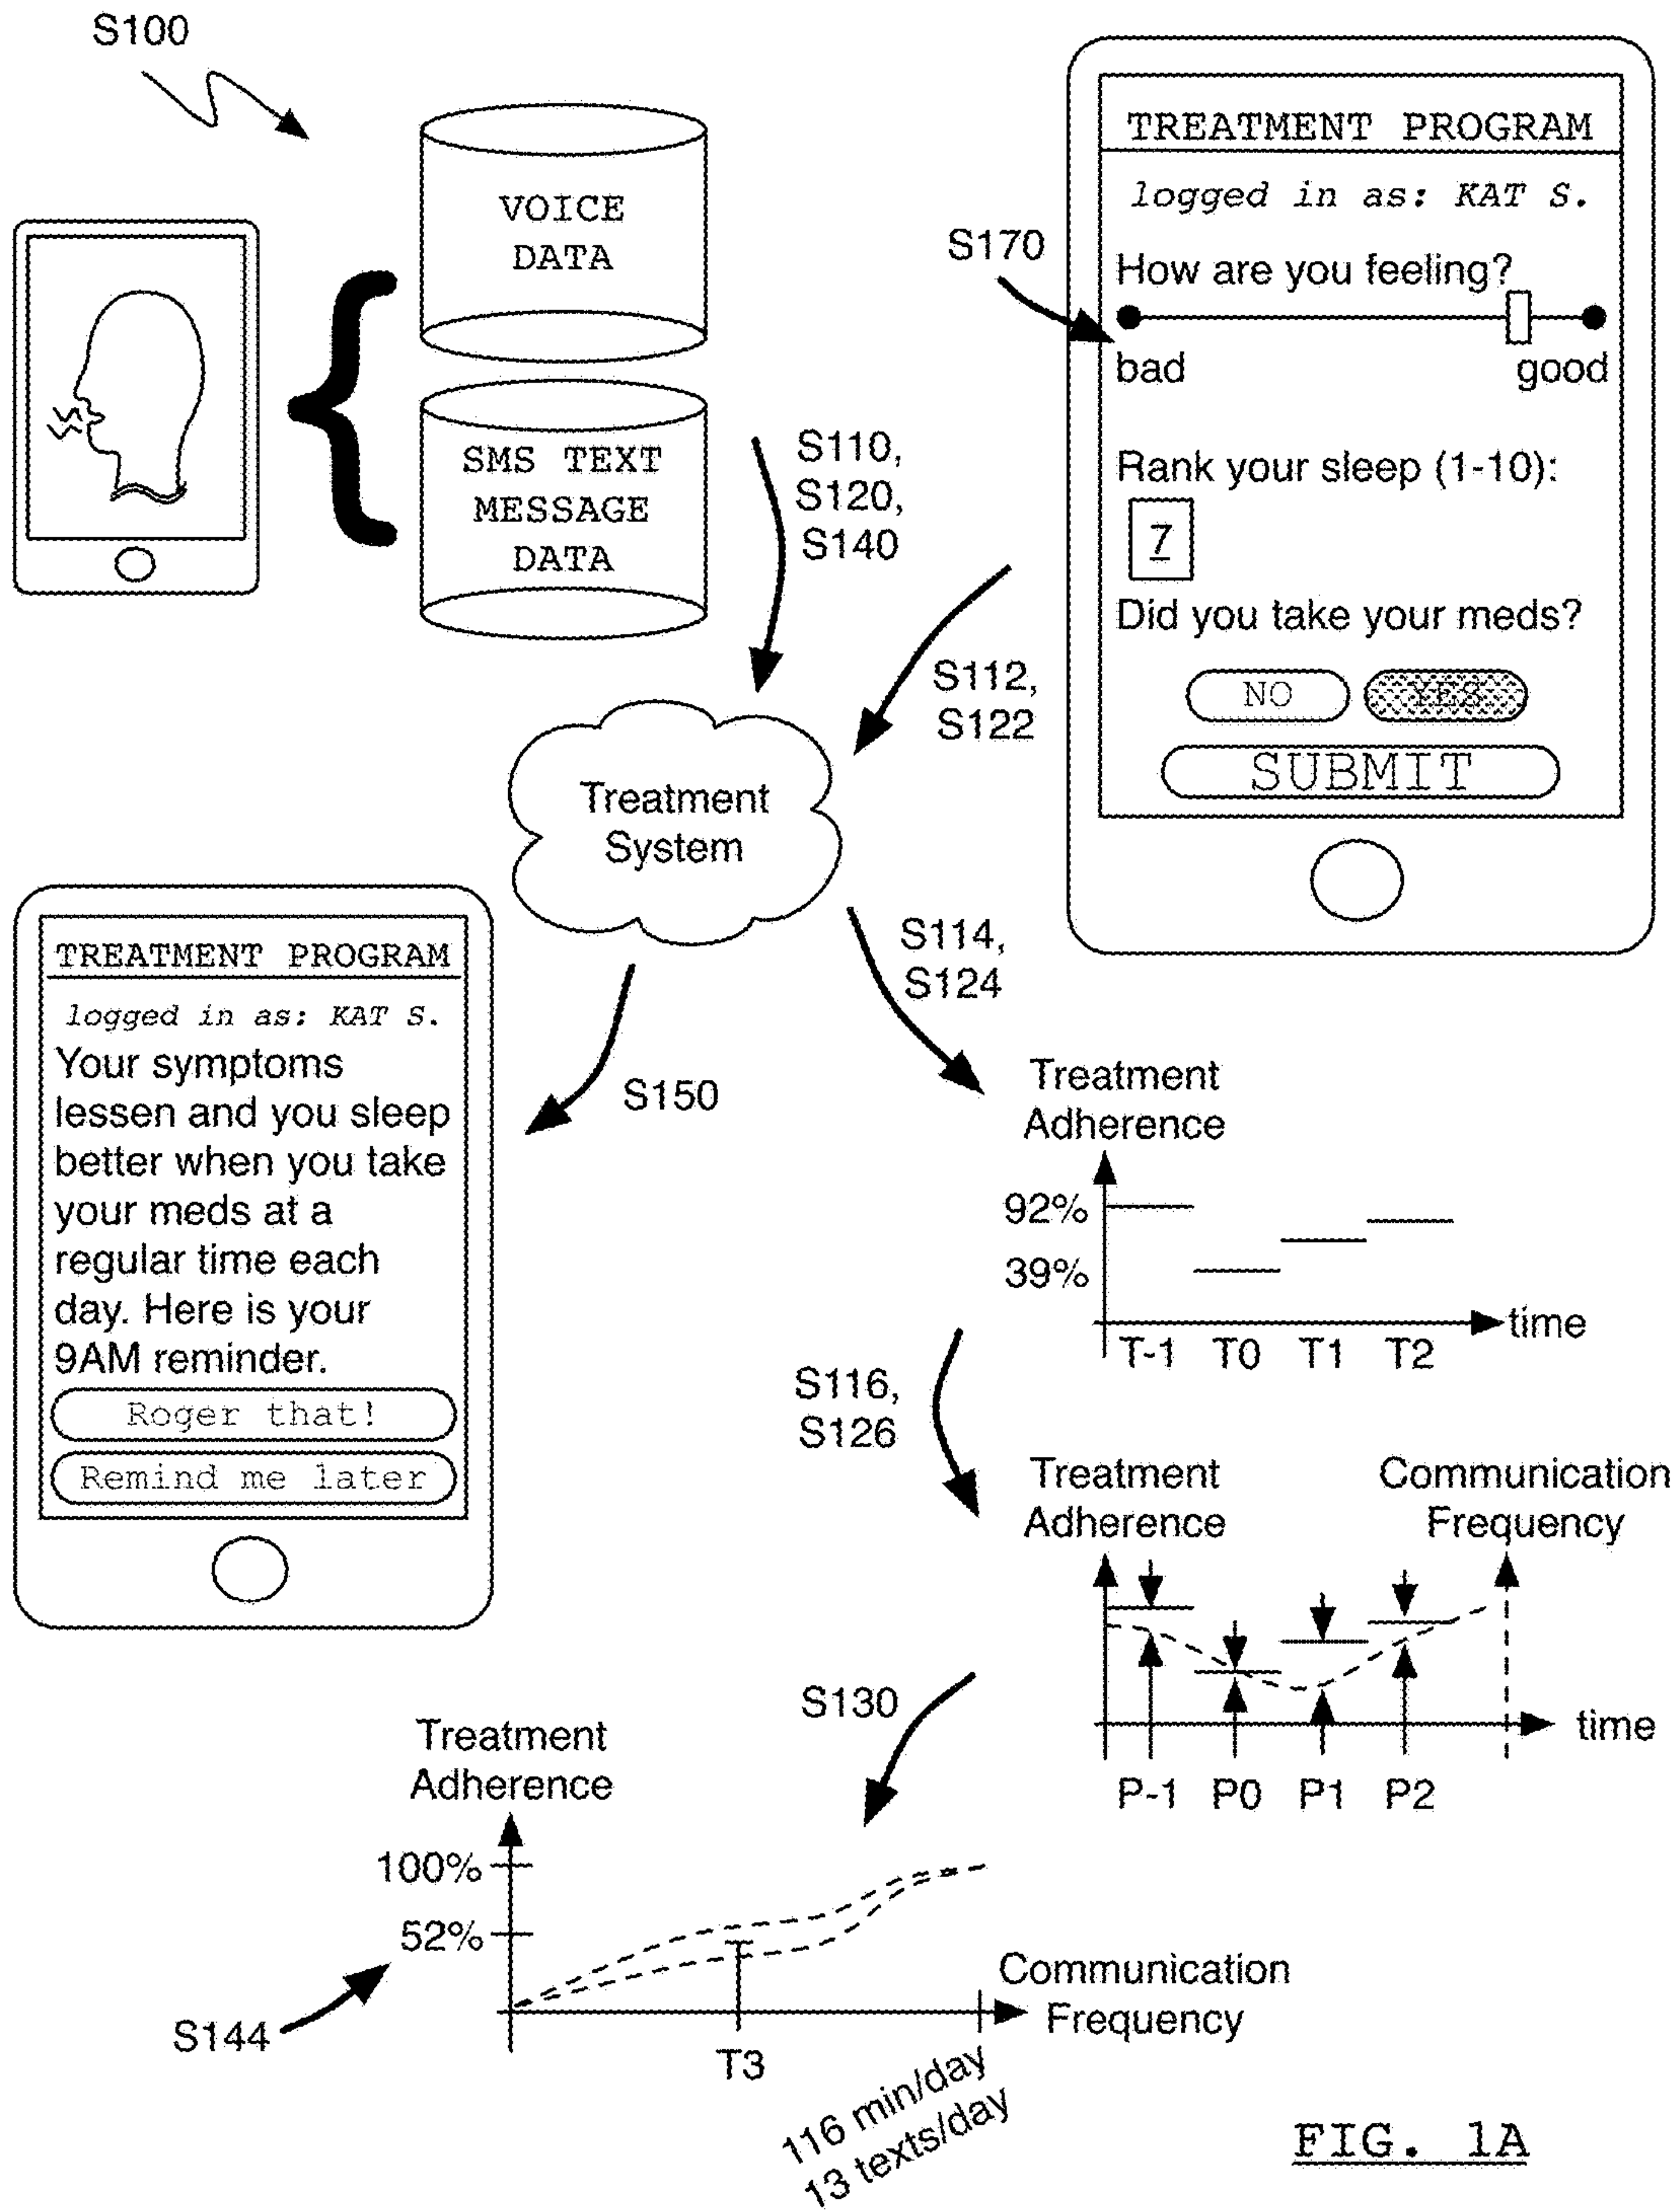 S100
VOICE
DATA
SMS TEXT
MESSAGE
DATA
S110,
S120,
S140
S170
TREATMENT PROGRAM
logged in as: KAT S.
How are you feeling?
bad
good
Rank your sleep (1-10):
7
Did you take your meds?
NO
YES
SUBMIT
S112,
S122
Treatment
System
S114,
S124
S150
TREATMENT PROGRAM
logged in as: KAT S.
Your symptoms
lessen and you sleep
better when you take
your meds at a
regular time each
day. Here is your
9AM reminder.
Roger that!
Remind me later
Treatment
Adherence
92%
39%
time
T-1 T0 T1 T2
S116,
S126
Treatment
Adherence
Communication
Frequency
time
P-1 P0 P1 P2
S130
Treatment
Adherence
100%
52%
Communication
Frequency
S144
T3
116 min/day
13 texts/day
FIG. 1A